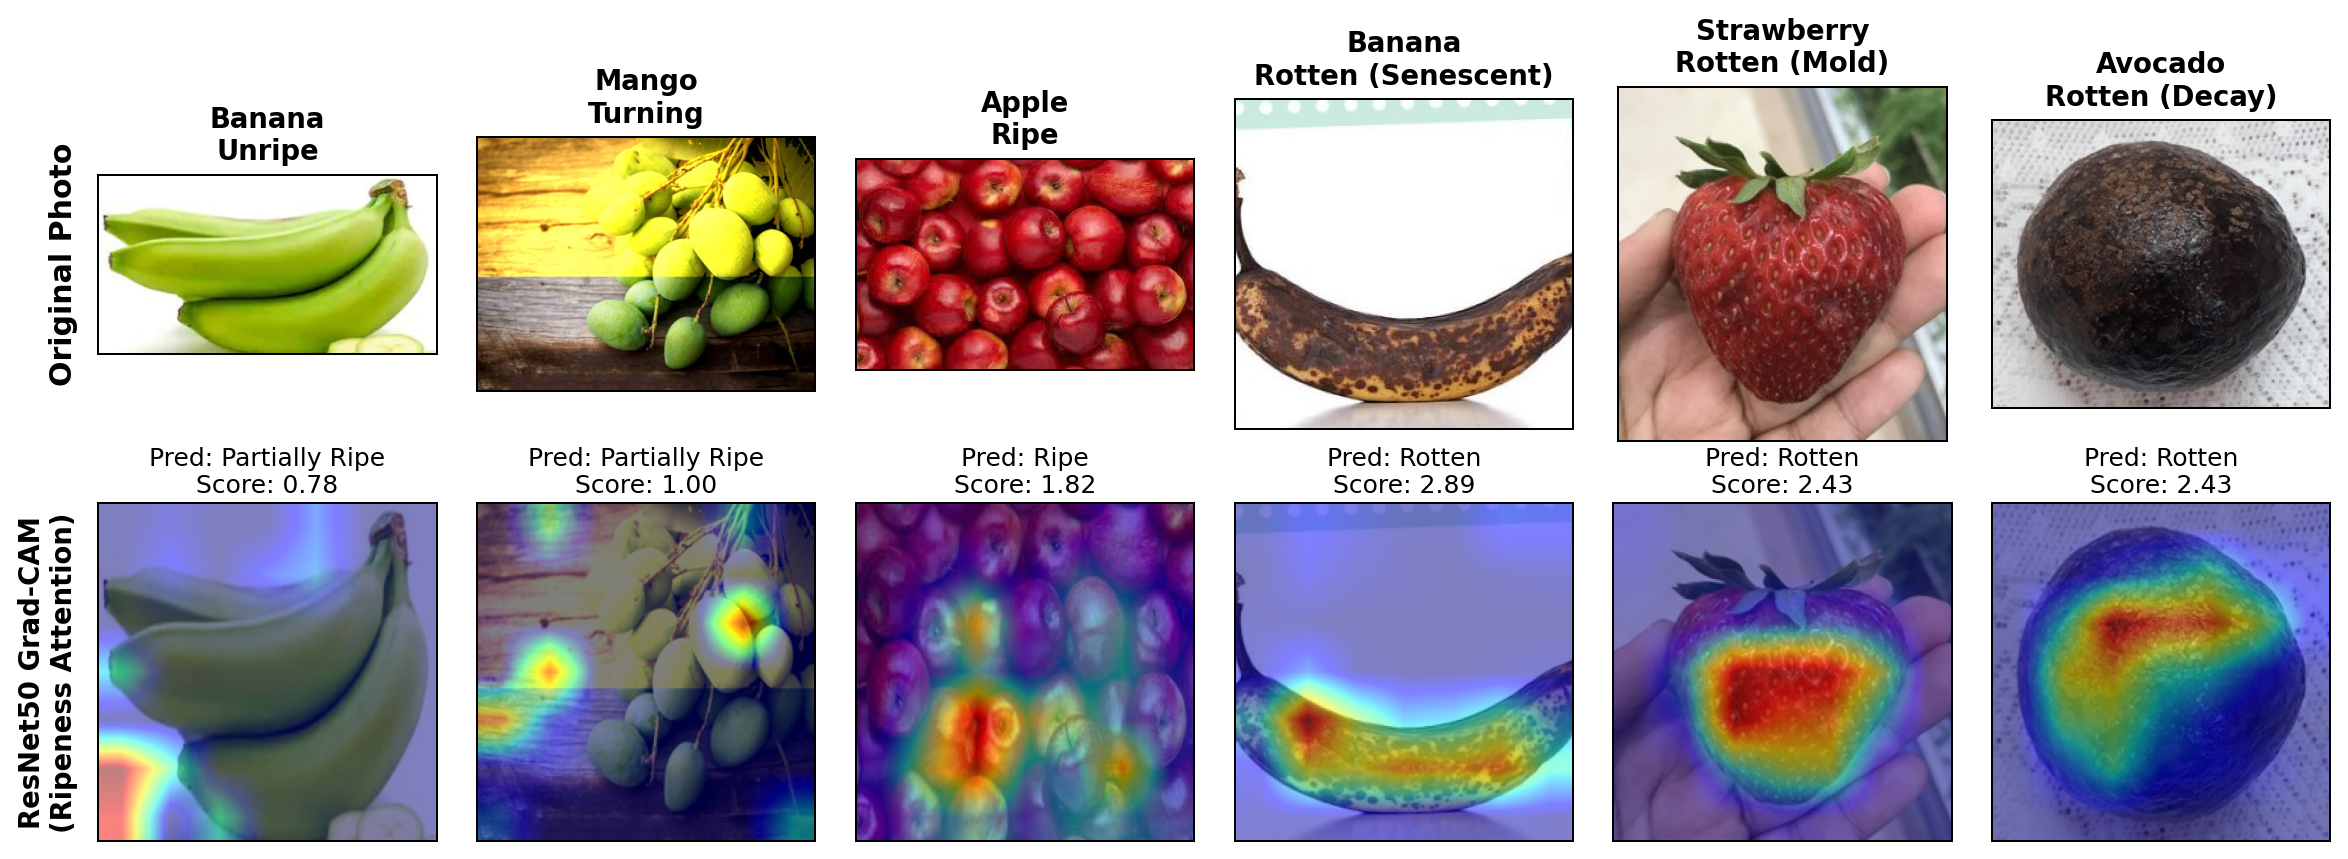 Banana
Unripe
Mango
Turning
Apple
Ripe
Banana
Rotten (Senescent)
Strawberry
Rotten (Mold)
Avocado
Rotten (Decay)
Original Photo
Pred: Partially Ripe
Score: 0.78
Pred: Partially Ripe
Score: 1.00
Pred: Ripe
Score: 1.82
Pred: Rotten
Score: 2.89
Pred: Rotten
Score: 2.43
Pred: Rotten
Score: 2.43
ResNet50 Grad-CAM
(Ripeness Attention)